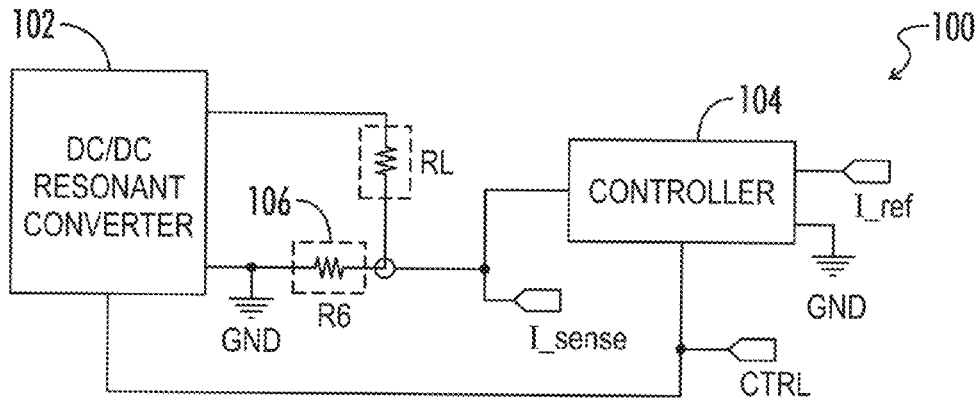 102
100
104
DC/DC
RESONANT
CONVERTER
RL
CONTROLLER
106
I_ref
R6
GND
I_sense
GND
CTRL